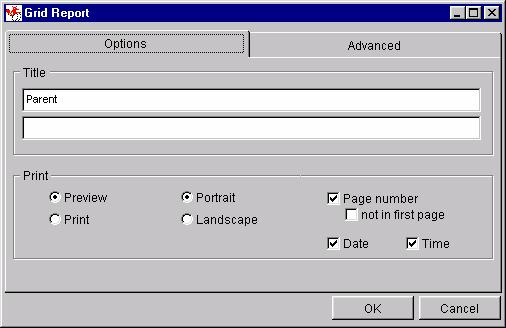 Grid Report
Options Advanced
Title
Parent
Print
Preview Portrait Page number
not in first page
Print Landscape
Date Time
OK Cancel